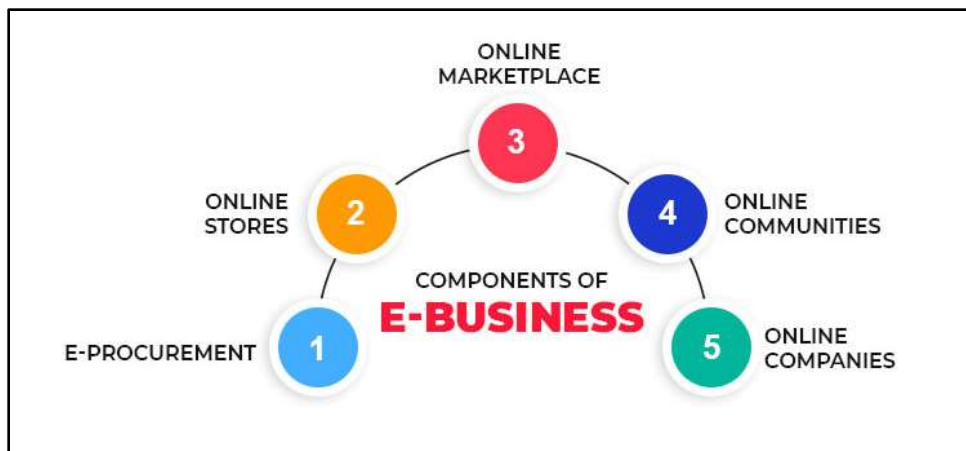 COMPONENTS OF
E-BUSINESS
1
E-PROCUREMENT
2
ONLINE
STORES
3
ONLINE
MARKETPLACE
4
ONLINE
COMMUNITIES
5
ONLINE
COMPANIES